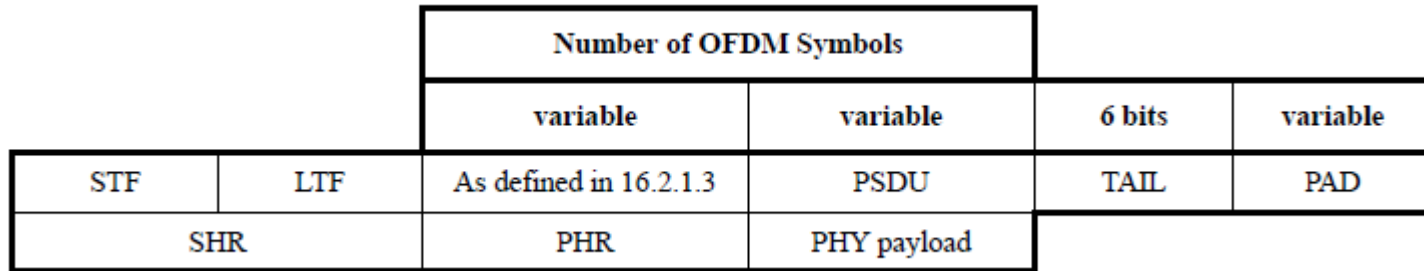 Number of OFDM Symbols
variable variable 6 bits variable
STF LTF As defined in 16.2.1.3 PSDU TAIL PAD
SHR PHR PHY payload